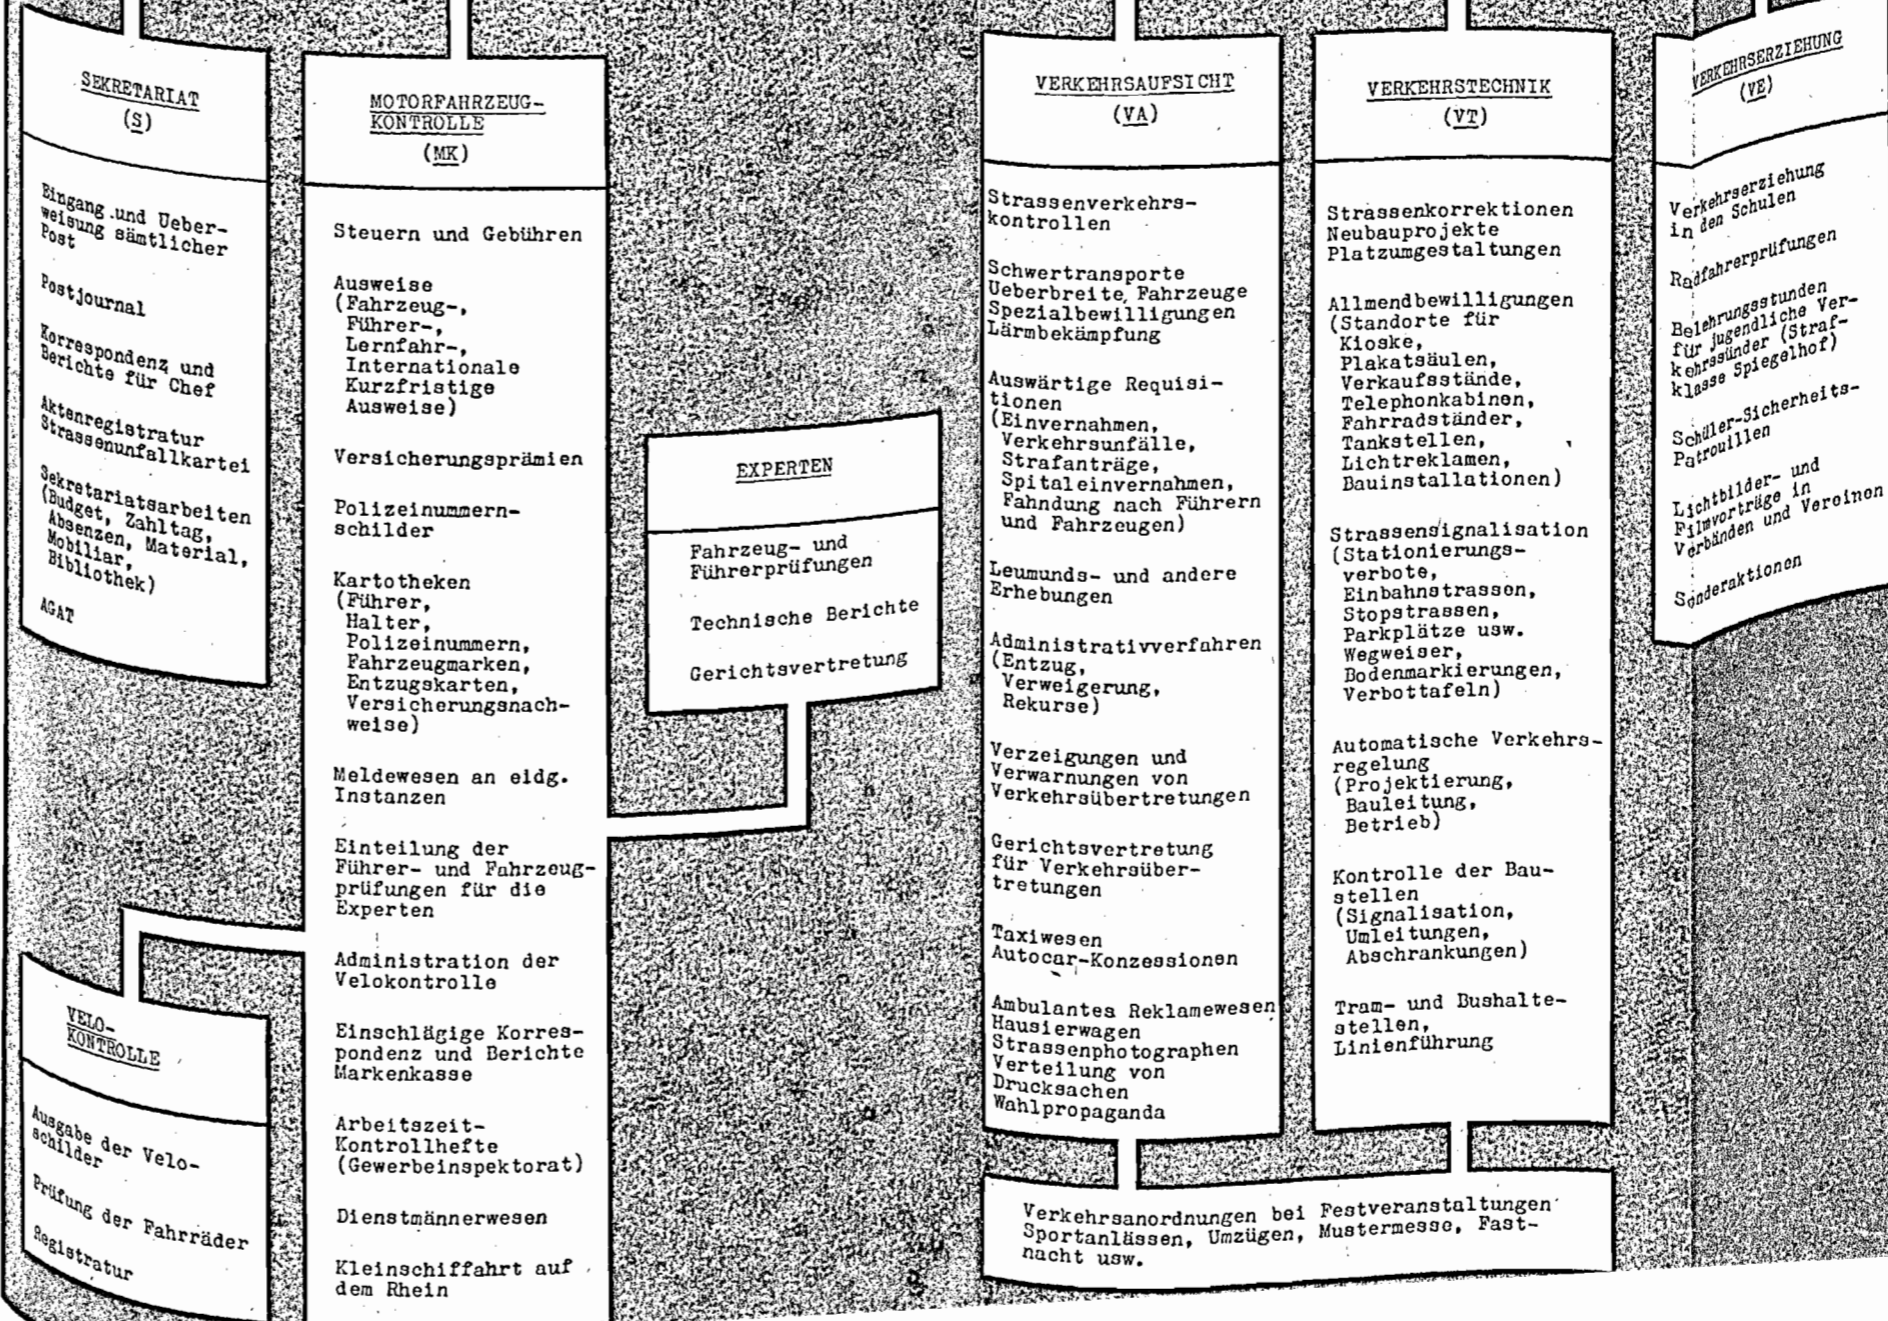 SEKRETARIAT
(S)
Eingang und Ueber-
weisung sämtlicher
Post
Postjournal
Korrespondenz und
Berichte für Chef
Aktenregistratur
Strassenunfallkartei
Sekretariatsarbeiten
(Budget, Zahltag,
Absenzen, Material,
Mobiliar,
Bibliothek)
AGAT
VELO-
KONTROLLE
Ausgabe der Velo-
schilder
Prüfung der Fahrräder
Registratur
MOTORFAHRZEUG-
KONTROLLE
(MK)
Steuern und Gebühren
Ausweise
(Fahrzeug-,
Führer-,
Lernfahr-,
Internationale
Kurzfristige
Ausweise)
Versicherungsprämien
Polizeinummern-
schilder
Kartotheken
(Führer,
Halter,
Polizeinummern,
Fahrzeugmarken,
Entzugskarten,
Versicherungsnach-
weise)
Meldewesen an eidg.
Instanzen
Einteilung der
Führer- und Fahrzeug-
prüfungen für die
Experten
Administration der
Velokontrolle
Einschlägige Korres-
pondenz und Berichte
Markenkasse
Arbeitszeit-
Kontrollhefte
(Gewerbeinspektorat)
Dienstmännerwesen
Kleinschiffahrt auf
dem Rhein
EXPERTEN
Fahrzeug- und
Führerprüfungen
Technische Berichte
Gerichtsvertretung
VERKEHRSAUFSICHT
(VA)
Strassenverkehrs-
kontrollen
Schwertransporte
Ueberbreite Fahrzeuge
Spezialbewilligungen
Lärmbekämpfung
Auswärtige Requisi-
tionen
(Einvernahmen,
Verkehrsunfälle,
Strafanträge,
Spitaleinvernahmen,
Fahndung nach Führern
und Fahrzeugen)
Leumunds- und andere
Erhebungen
Administrativverfahren
(Entzug,
Verweigerung,
Rekurse)
Verzeigungen und
Verwarnungen von
Verkehrsübertretungen
Gerichtsvertretung
für Verkehrsüber-
tretungen
Taxiwesen
Autocar-Konzessionen
Ambulantes Reklamewesen
Hausierwagen
Strassenphotographen
Verteilung von
Drucksachen
Wahlpropaganda
VERKEHRSTECHNIK
(VT)
Strassenkorrektionen
Neubauprojekte
Platzumgestaltungen
Allmendbewilligungen
(Standorte für
Kioske,
Plakatsäulen,
Verkaufsstände,
Telephonkabinen,
Fahrradständer,
Tankstellen,
Lichtreklamen,
Bauinstallationen)
Strassensignalisation
(Stationierungs-
verbote,
Einbahnstrassen,
Stopstrassen,
Parkplätze usw.
Wegweiser,
Bodenmarkierungen,
Verbottafeln)
Automatische Verkehrs-
regelung
(Projektierung,
Bauleitung,
Betrieb)
Kontrolle der Bau-
stellen
(Signalisation,
Umleitungen,
Abschrankungen)
Tram- und Bushalte-
stellen,
Linienführung
Verkehrsanordnungen bei Festveranstaltungen
Sportanlässen, Umzügen, Mustermesse, Fast-
nacht usw.
VERKEHRSERZIEHUNG
(VE)
Verkehrserziehung
in den Schulen
Radfahrerprüfungen
Belehrungsstunden
für jugendliche Ver-
kehrssünder (Straf-
klasse Spiegelhof)
Schüler-Sicherheits-
Patrouillen
Lichtbilder- und
Filmvorträge in
Verbänden und Vereinen
Sonderaktionen